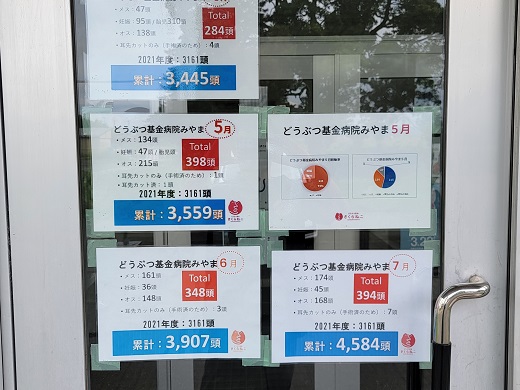 ・メス：47頭
・妊娠：95頭／胎児310頭
・オス：138頭
・耳先カットのみ（手術済のため）：4頭
Total
284頭
2021年度：3161頭
累計：3,445頭
どうぶつ基金病院みやま5月
・メス：134頭
・妊娠：47頭／胎児頭
・オス：215頭
・耳先カットのみ（手術済のため）：1頭
・耳先カット済：1頭
Total
398頭
2021年度：3161頭
累計：3,559頭
さくらねこ
どうぶつ基金病院みやま 5月
さくらねこ
どうぶつ基金病院みやま6月
・メス：161頭
・妊娠：36頭
・オス：148頭
・耳先カットのみ（手術済のため）：3頭
Total
348頭
2021年度：3161頭
累計：3,907頭
どうぶつ基金病院みやま 7月
・メス：174頭
・妊娠：45頭
・オス：168頭
・耳先カットのみ（手術済のため）：7頭
Total
394頭
2021年度：3161頭
累計：4,584頭